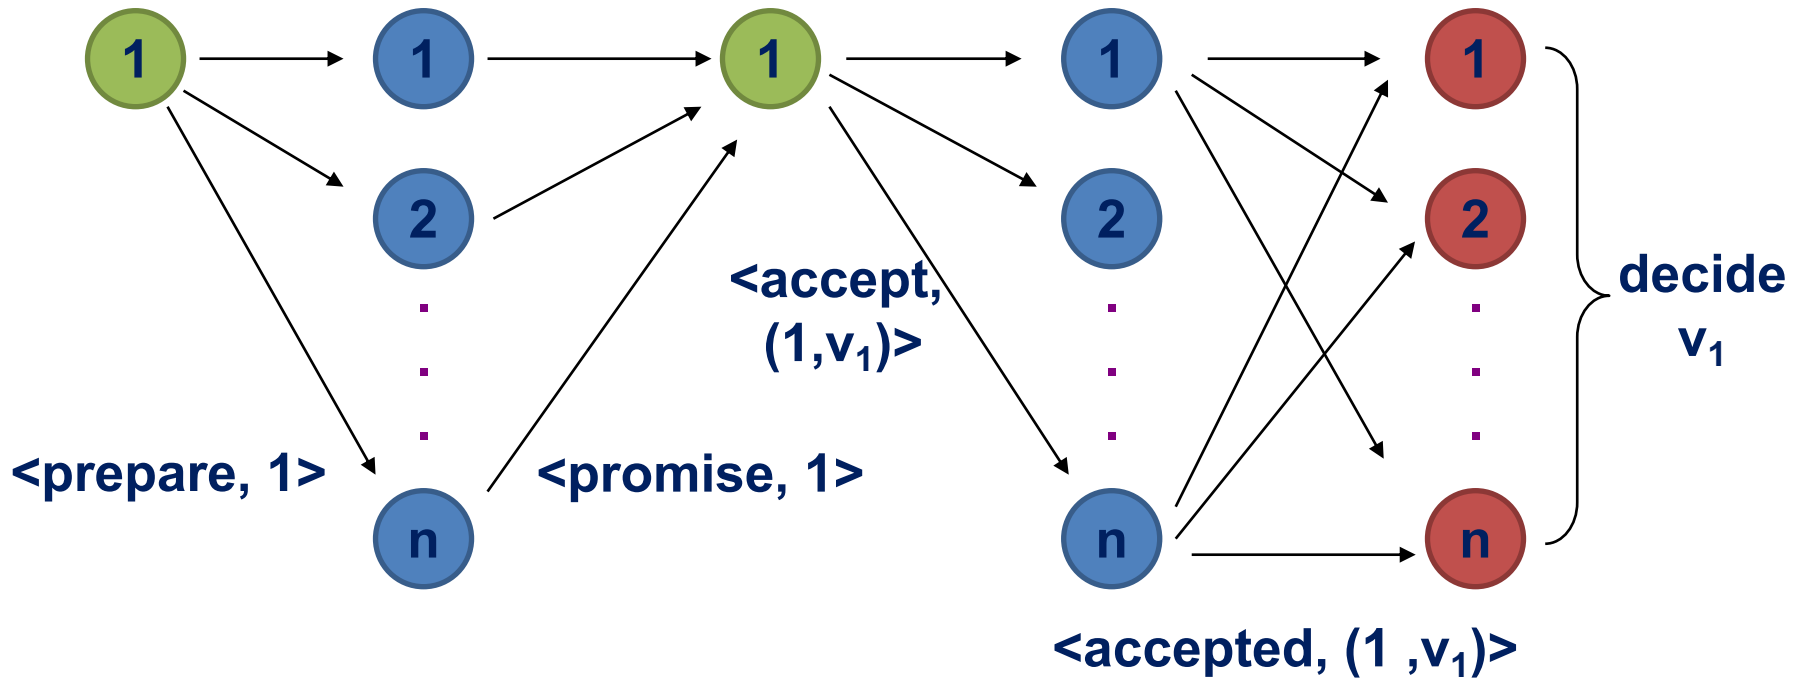 1
1
1
1
1
2
2
2
<accept,
(1,v₁)>
decide
v₁
<prepare, 1>
<promise, 1>
n
n
n
<accepted, (1 ,v₁)>